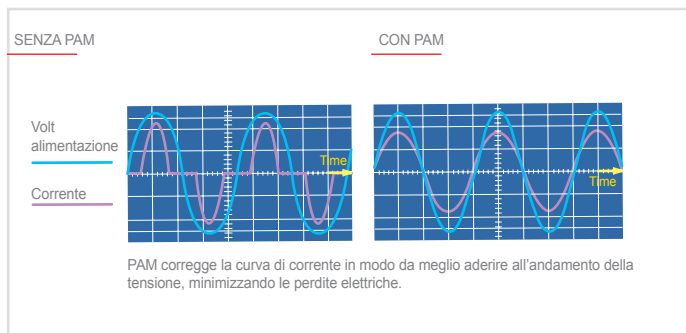 SENZA PAM
CON PAM
Volt
alimentazione
Corrente
Time
Time
PAM corregge la curva di corrente in modo da meglio aderire all'andamento della
tensione, minimizzando le perdite elettriche.